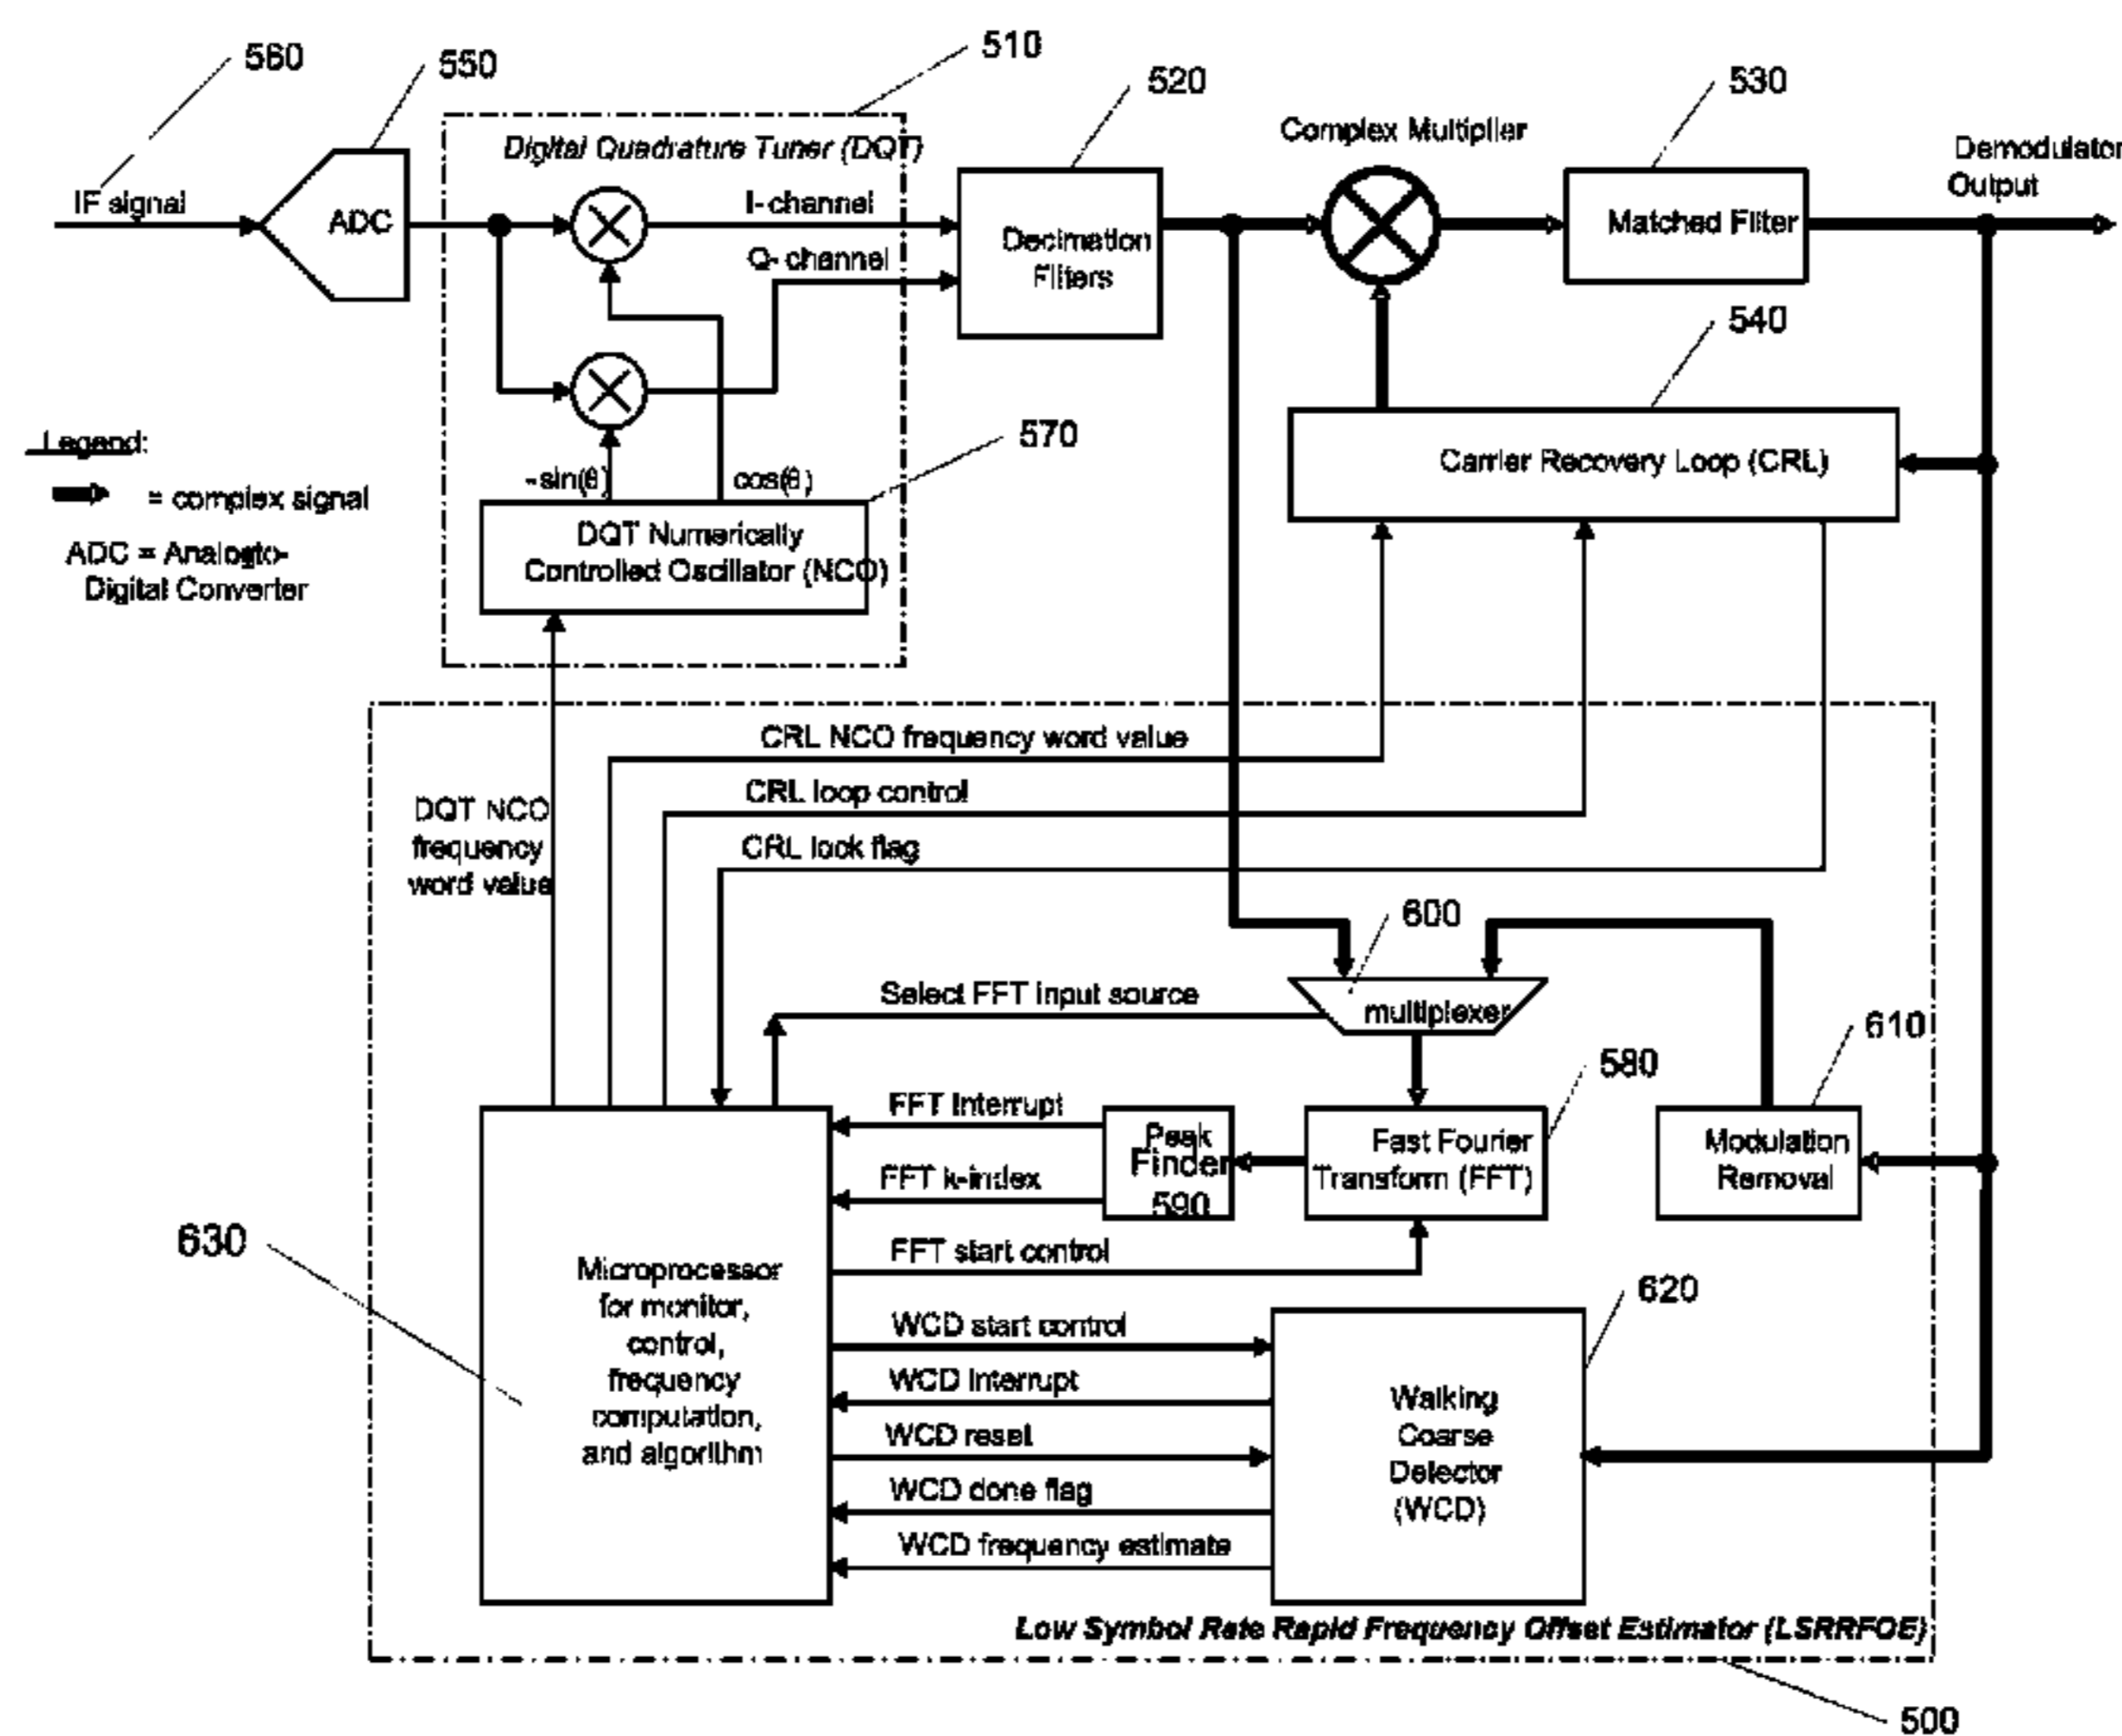 560
550
510
520
530
Complex Multiplier
Demodulator
Output
Digital Quadrature Tuner (DQT)
IF signal
ADC
I- channel
Q- channel
Decimation
Filters
Matched Filter
540
570
Carrier Recovery Loop (CRL)
Legend:
= complex signal
ADC = Analogto-
Digital Converter
-sin(θ)
cos(θ)
DQT Numerically
Controlled Oscillator (NCO)
CRL NCO frequency word value
CRL loop control
CRL lock flag
DQT NCO
frequency
word value
600
Select FFT input source
multiplexer
610
580
FFT Interrupt
FFT k-index
Peak
Finder
590
Fast Fourier
Transform (FFT)
Modulation
Removal
FFT start control
630
Microprocessor
for monitor,
control,
frequency
computation,
and algorithm
620
WCD start control
WCD Interrupt
WCD reset
WCD done flag
WCD frequency estimate
Walking
Coarse
Detector
(WCD)
Low Symbol Rate Rapid Frequency Offset Estimator (LSRRFOE)
500